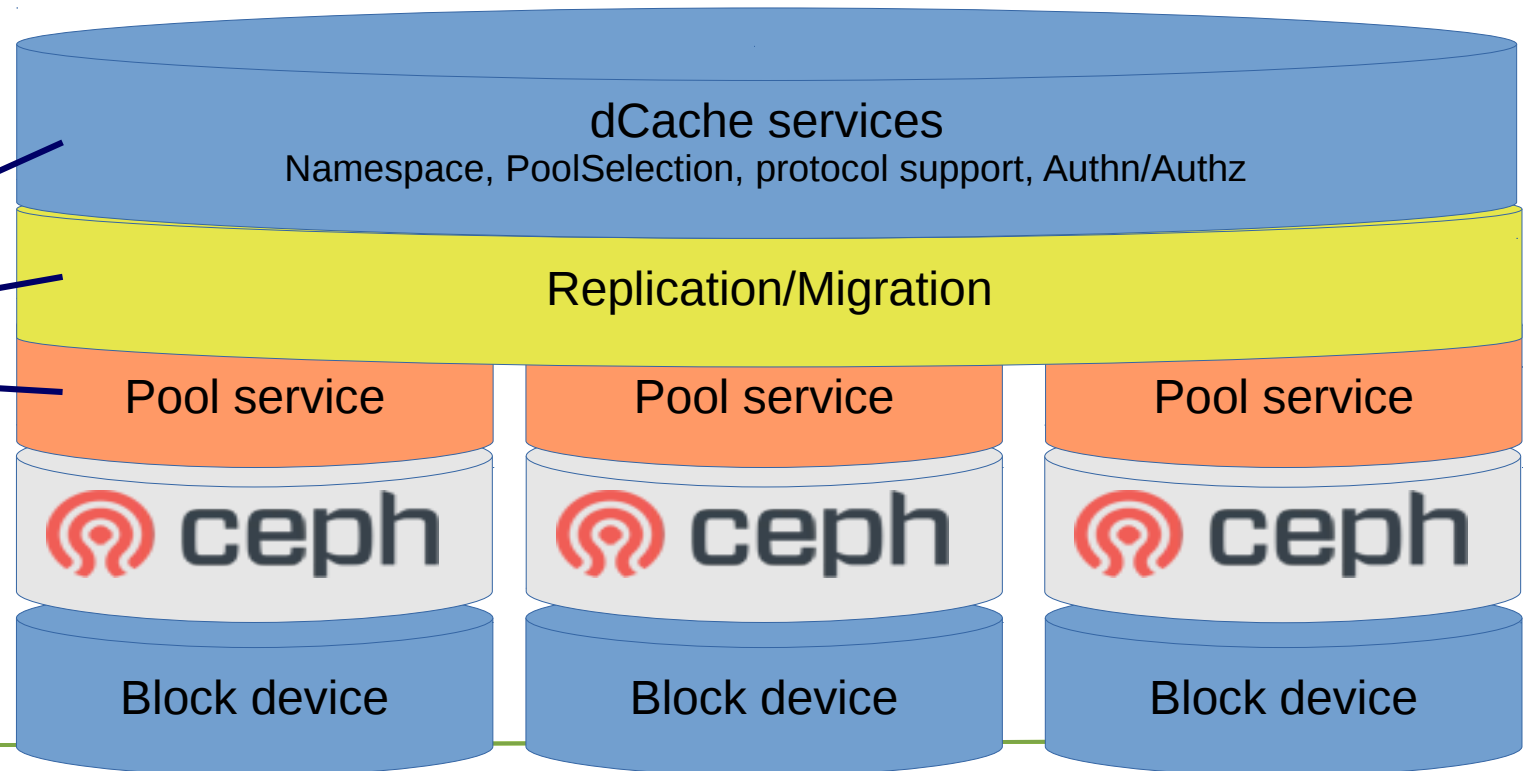 dCache services
Namespace, PoolSelection, protocol support, Authn/Authz
Replication/Migration
Pool service Pool service Pool service
ceph ceph ceph
Block device Block device Block device